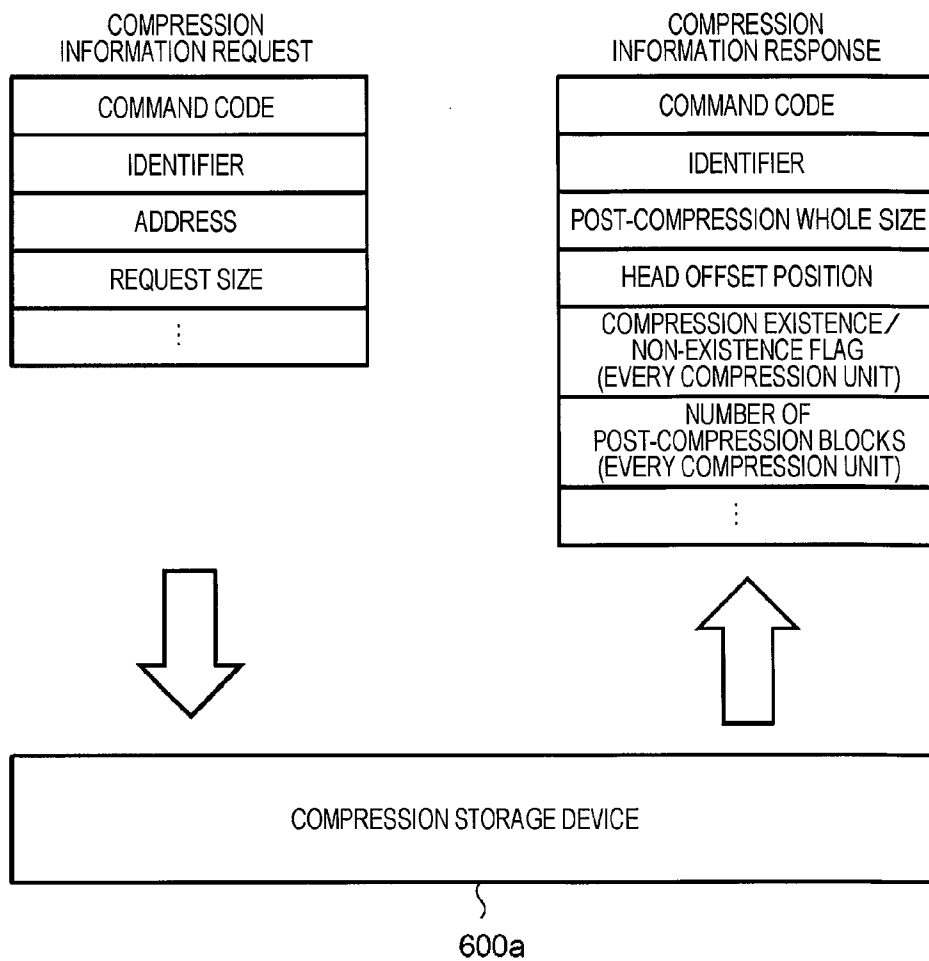 COMPRESSION
INFORMATION REQUEST
COMMAND CODE
IDENTIFIER
ADDRESS
REQUEST SIZE
⋮
COMPRESSION
INFORMATION RESPONSE
COMMAND CODE
IDENTIFIER
POST-COMPRESSION WHOLE SIZE
HEAD OFFSET POSITION
COMPRESSION EXISTENCE/
NON-EXISTENCE FLAG
(EVERY COMPRESSION UNIT)
NUMBER OF
POST-COMPRESSION BLOCKS
(EVERY COMPRESSION UNIT)
⋮
COMPRESSION STORAGE DEVICE
600a